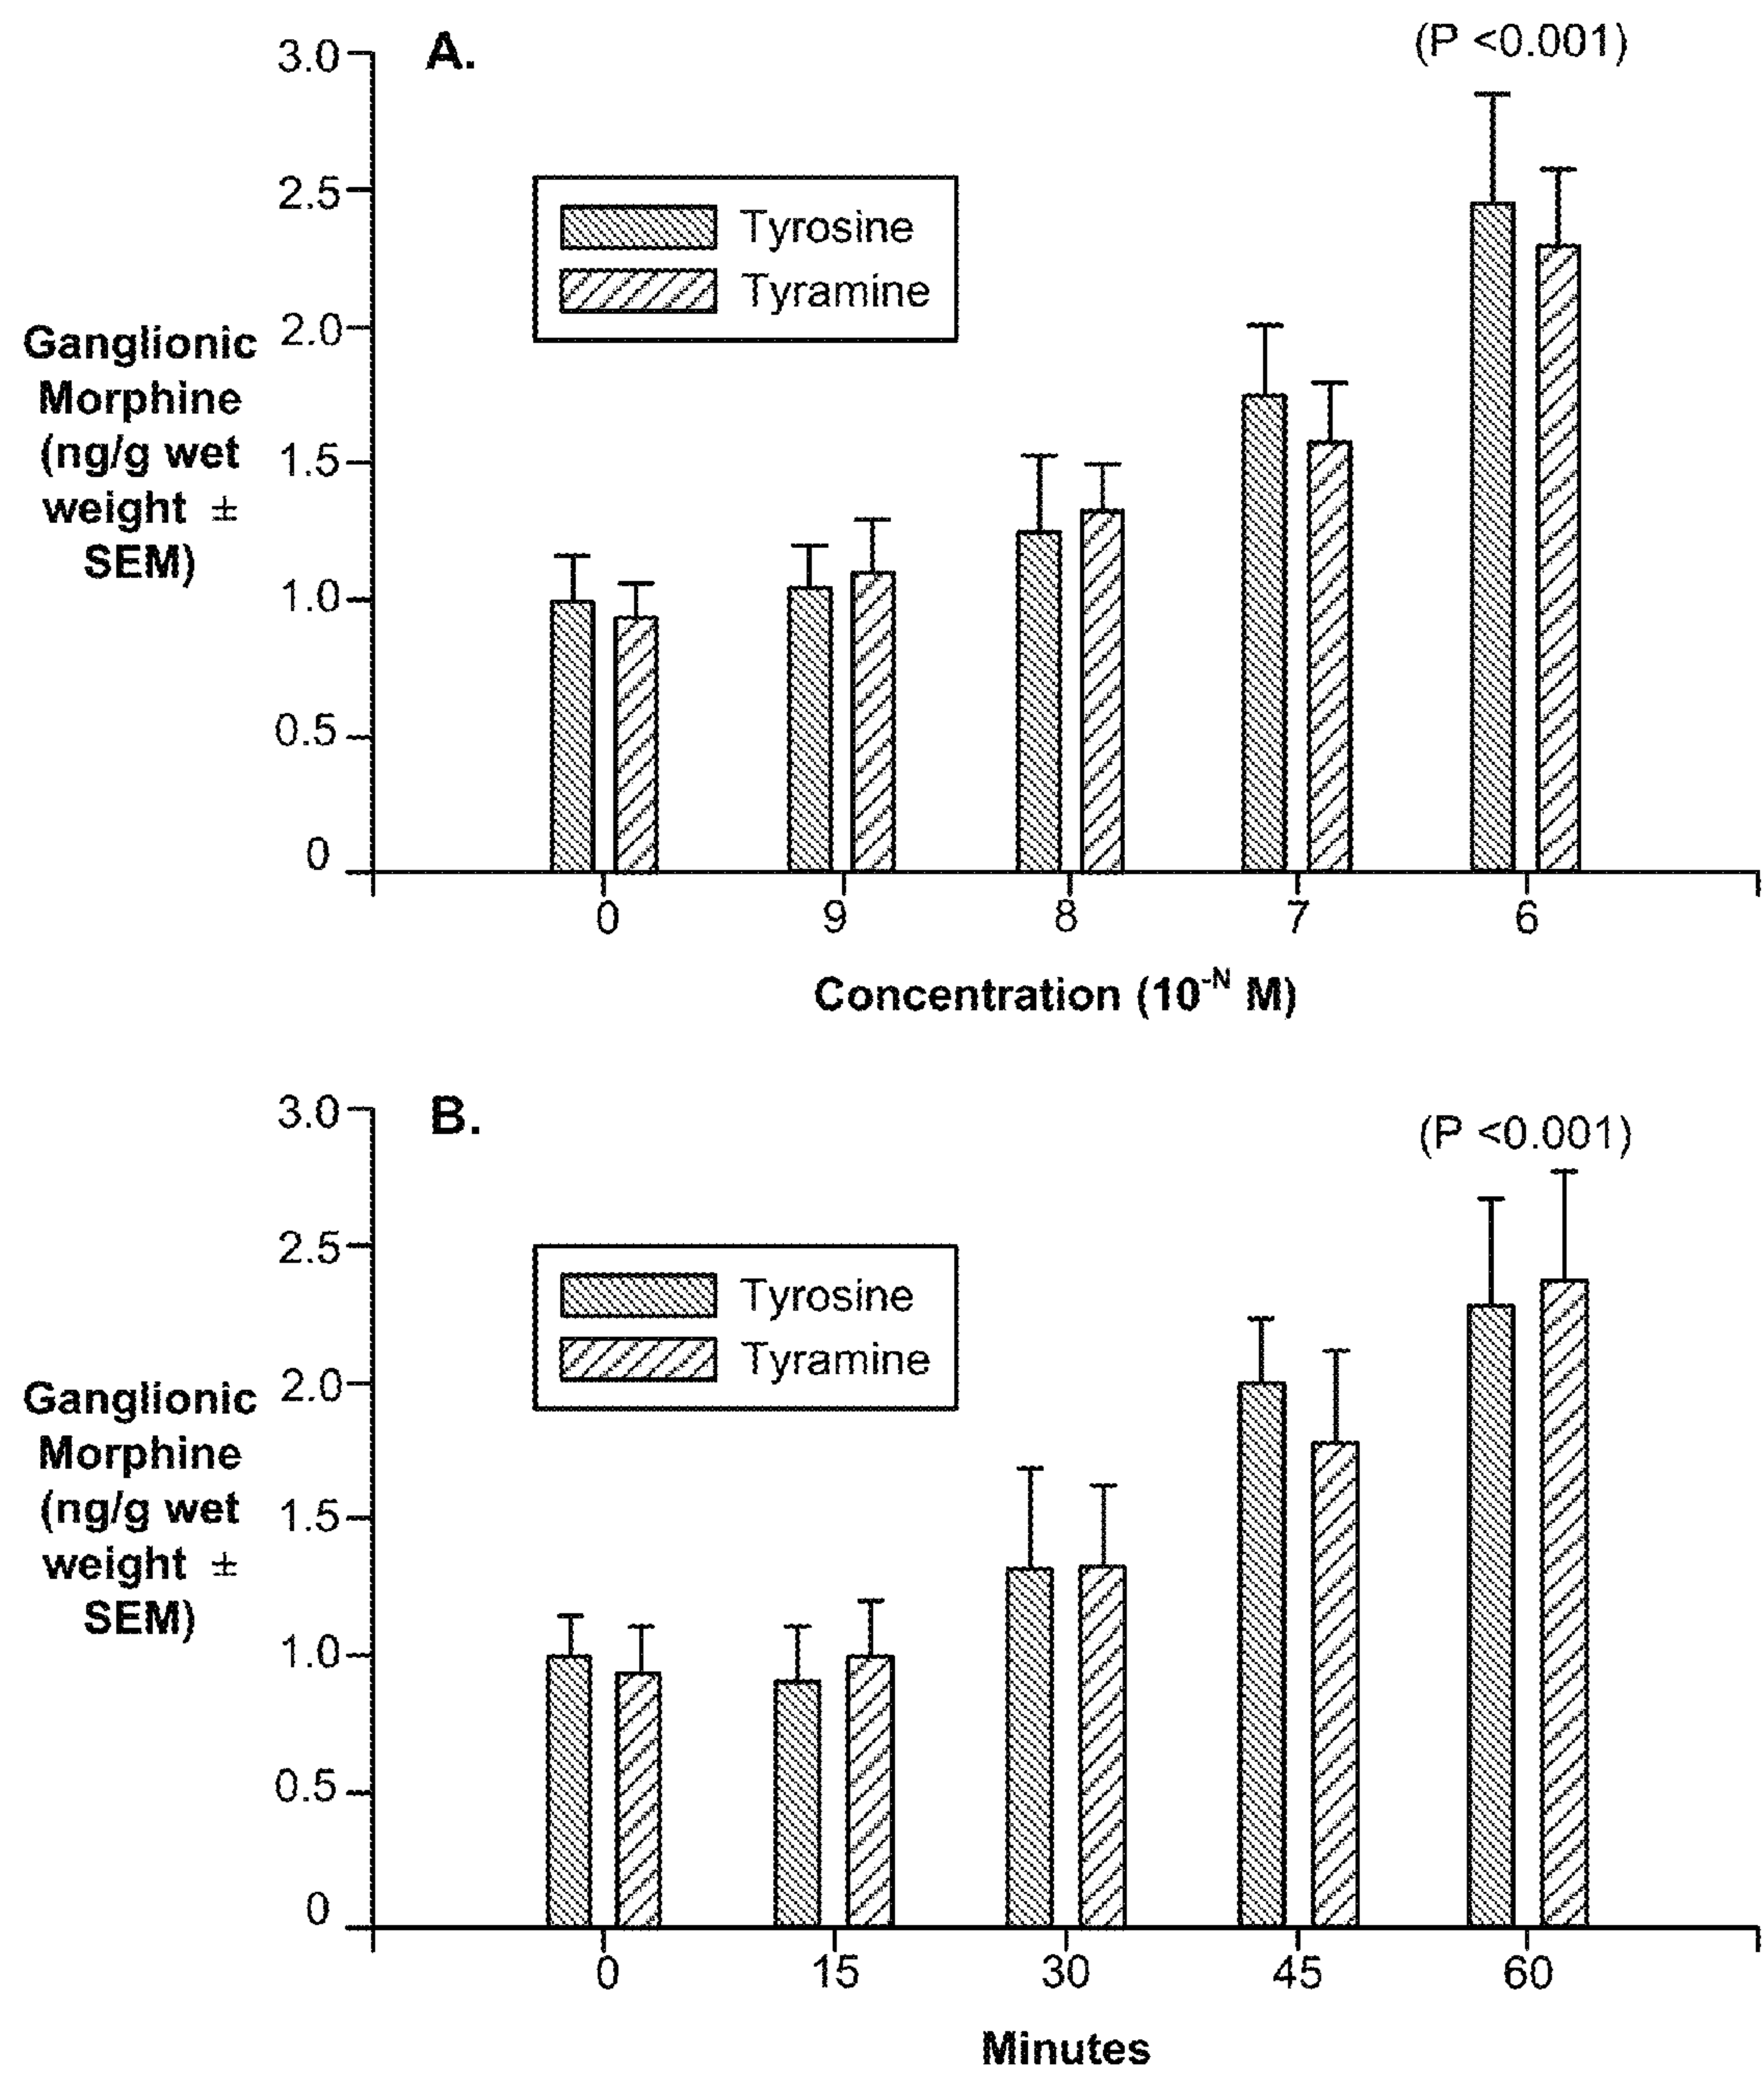 A.
(P <0.001)
3.0
2.5
2.0
1.5
1.0
0.5
0
Tyrosine
Tyramine
Ganglionic
Morphine
(ng/g wet
weight ±
SEM)
0 9 8 7 6
Concentration (10-N M)
B.
(P <0.001)
3.0
2.5
2.0
1.5
1.0
0.5
0
Tyrosine
Tyramine
Ganglionic
Morphine
(ng/g wet
weight ±
SEM)
0 15 30 45 60
Minutes